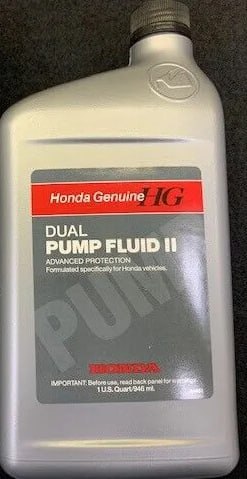 Honda Genuine HG
DUAL
PUMP FLUID II
ADVANCED PROTECTION
Formulated specifically for Honda vehicles.
PUMP
HONDA
IMPORTANT: Before use, read back panel for warnings.
1 U.S. Quart/946 ml.